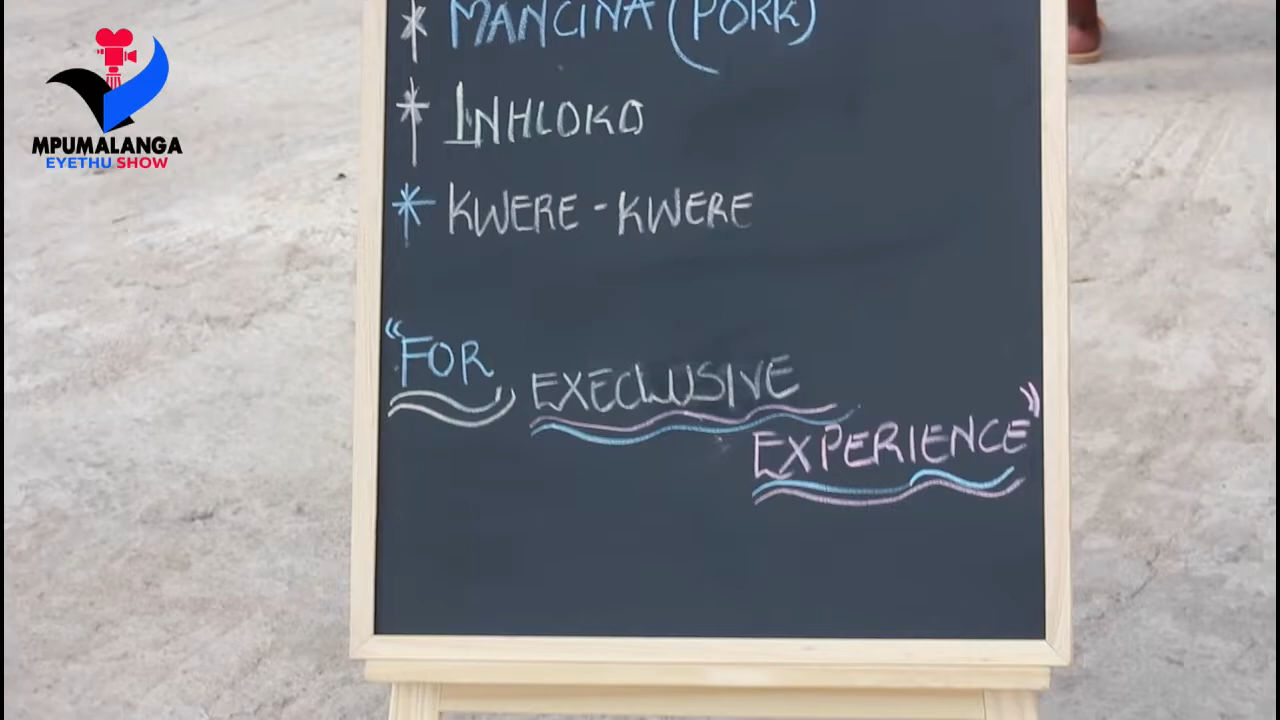 MPUMALANGA
EYETHU SHOW
* MANCINA (PORK)
* INHLOKO
* KWERE-KWERE
"FOR
EXECLUSIVE
EXPERIENCE"